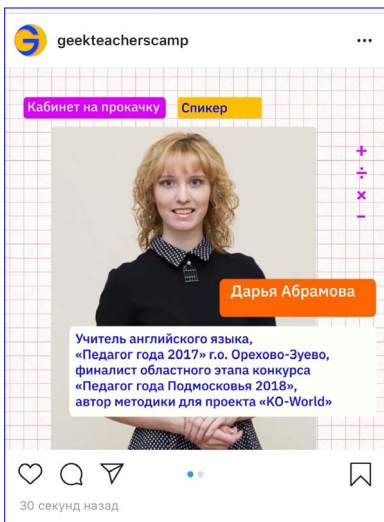 geekteacherscamp
Кабинет на прокачку
Спикер
+
÷
×
−
Дарья Абрамова
Учитель английского языка,
«Педагог года 2017» г.о. Орехово-Зуево,
финалист областного этапа конкурса
«Педагог года Подмосковья 2018»,
автор методики для проекта «KO-World»
30 секунд назад